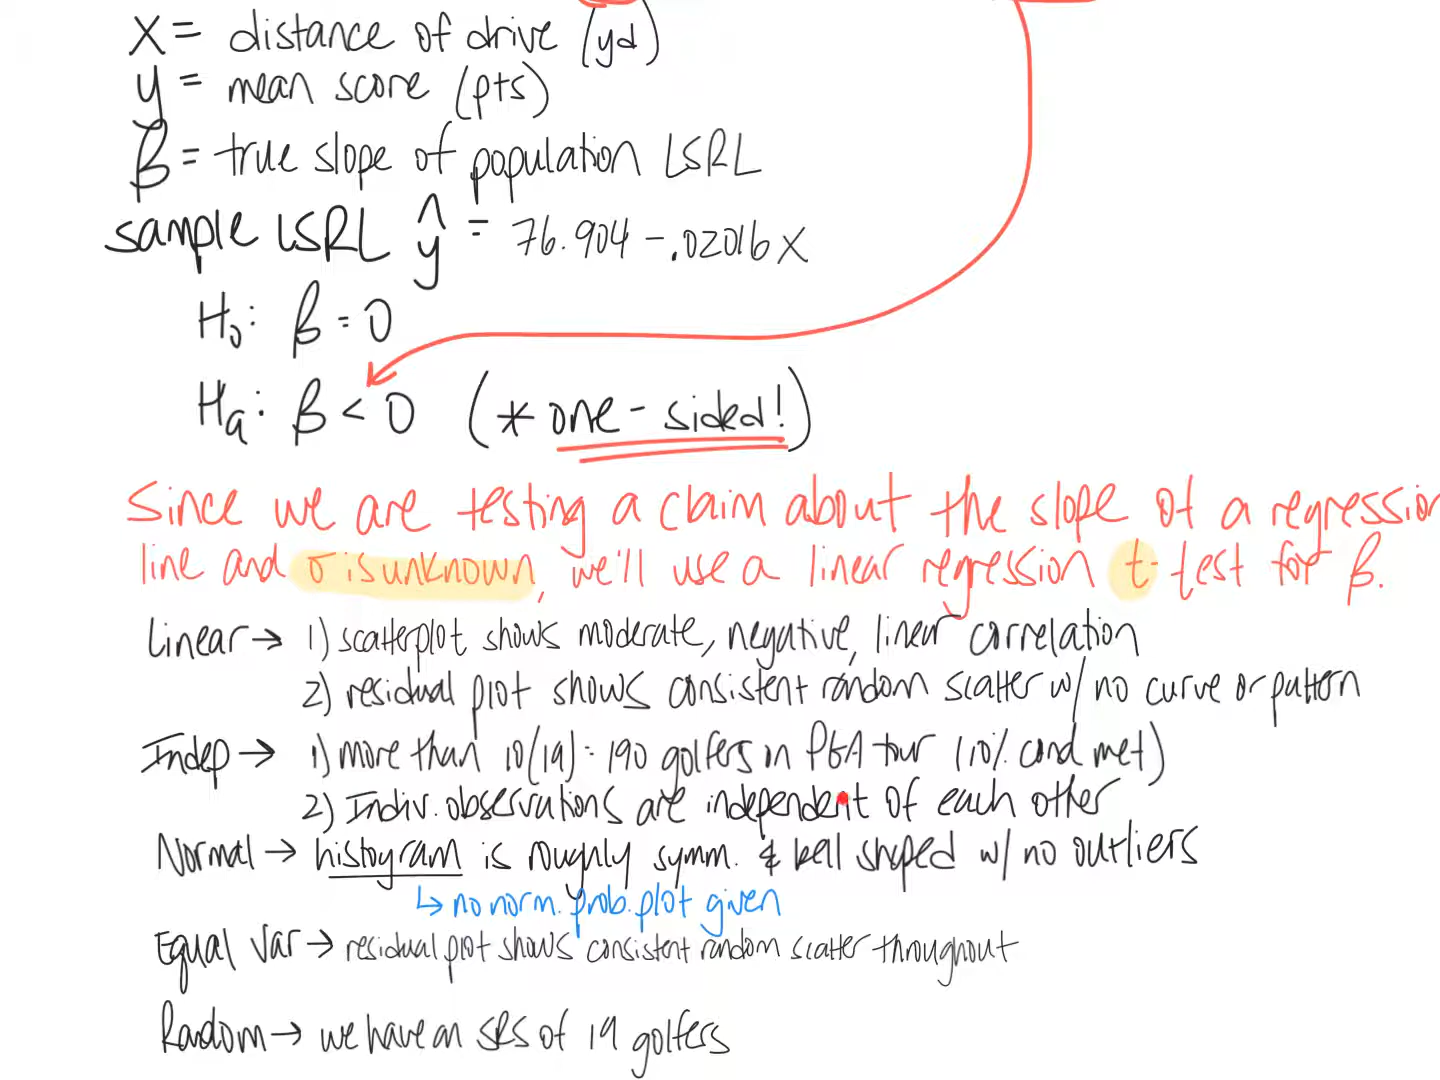 X = distance of drive (yd)
y = mean score (pts)
β = true slope of population LSRL
sample LSRL ŷ = 76.904 - .02016 X
H₀: β = 0
Hₐ: β < 0 (* one-sided!)
Since we are testing a claim about the slope of a regression
line and σ is unknown, we'll use a linear regression t-test for β.
Linear → 1) scatterplot shows moderate, negative, linear correlation
2) residual plot shows consistent random scatter w/ no curve or pattern
Indep → 1) more than 10(19) = 190 golfers in PGA tour (10% cond met)
2) Indiv. observations are independent of each other
Normal → histogram is roughly symm. & bell shaped w/ no outliers
↳ no norm. prob. plot given
Equal Var → residual plot shows consistent random scatter throughout
Random → we have an SRS of 19 golfers